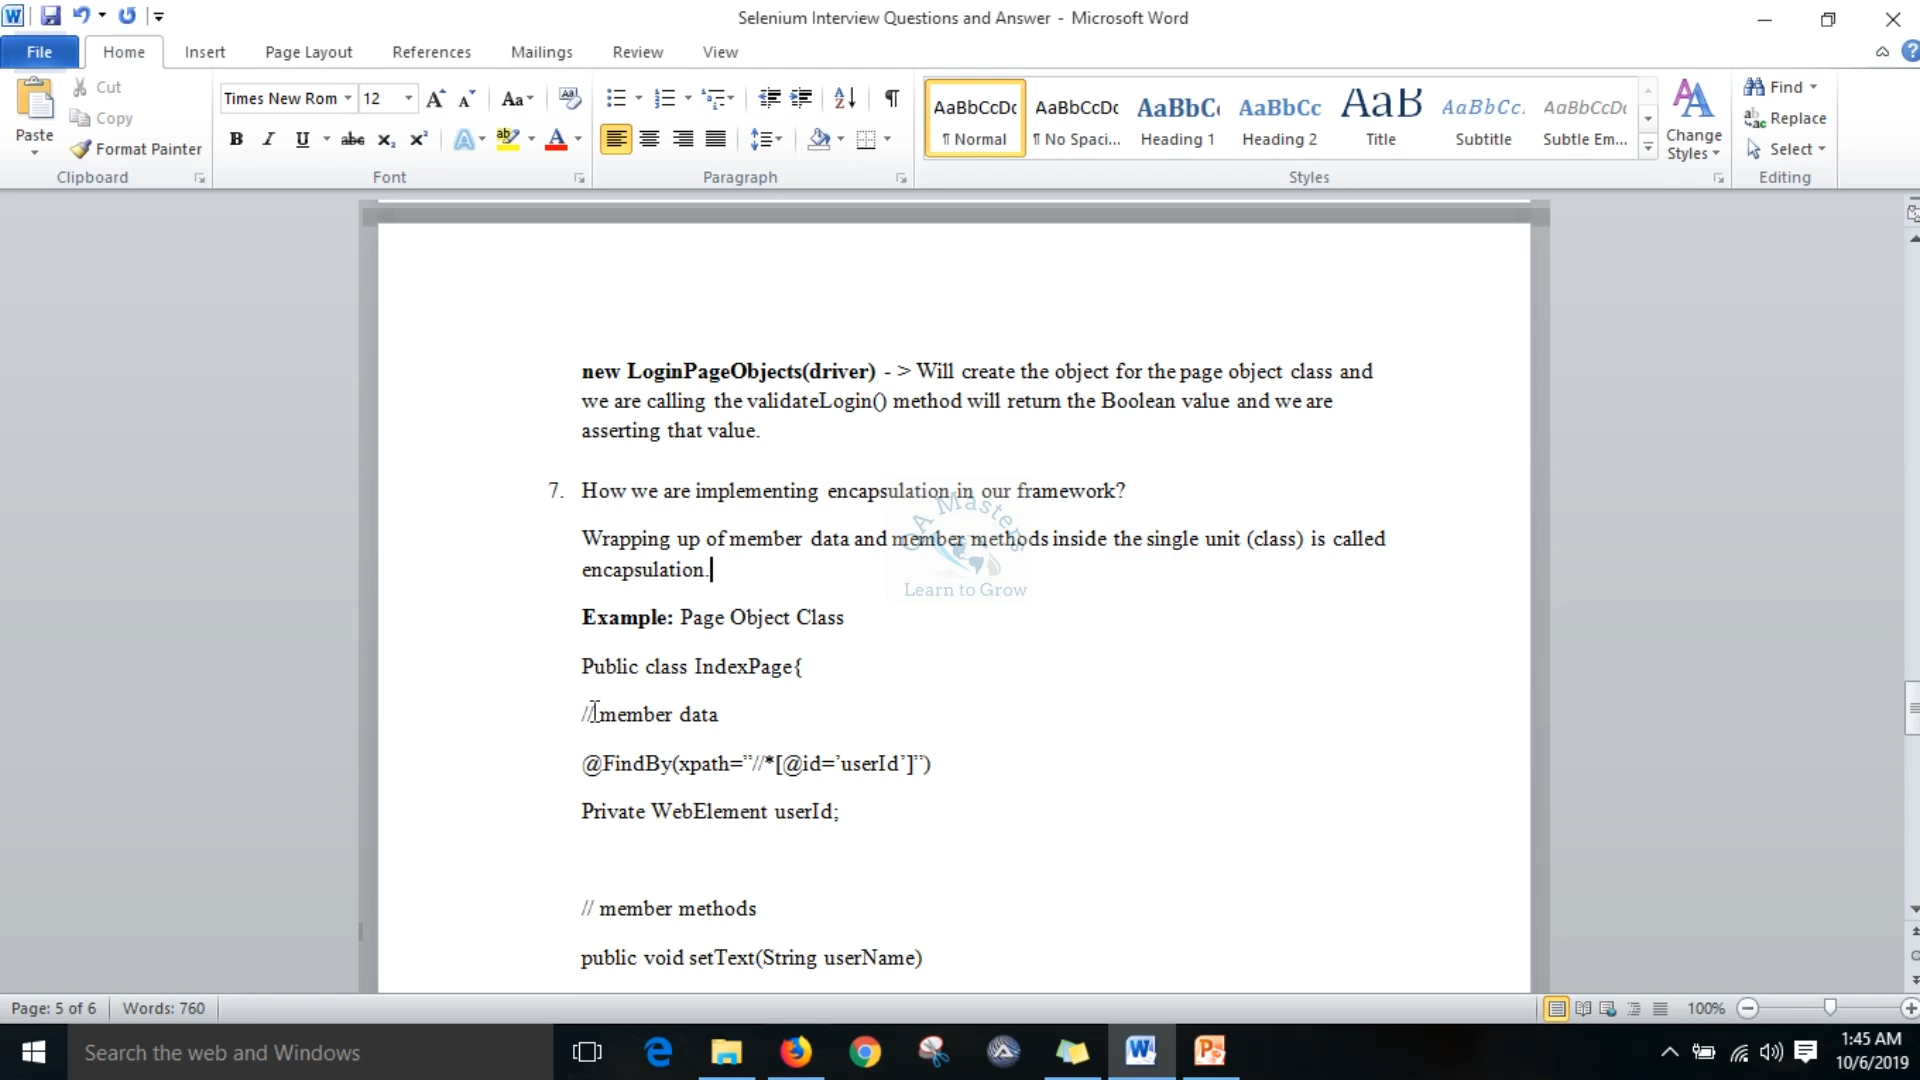 Selenium Interview Questions and Answer - Microsoft Word
File Home Insert Page Layout References Mailings Review View
Paste
Cut
Copy
Format Painter
Clipboard
Times New Rom 12
Font
Paragraph
AaBbCcDc AaBbCcDc AaBbC AaBbCc AaB AaBbCc. AaBbCcDc
¶ Normal ¶ No Spaci... Heading 1 Heading 2 Title Subtitle Subtle Em...
Change
Styles
Styles
Find
Replace
Select
Editing
new LoginPageObjects(driver) - > Will create the object for the page object class and
we are calling the validateLogin() method will return the Boolean value and we are
asserting that value.
7. How we are implementing encapsulation in our framework?
Wrapping up of member data and member methods inside the single unit (class) is called
encapsulation.
QA Masters
Learn to Grow
Example: Page Object Class
Public class IndexPage{
// member data
@FindBy(xpath=”//*[@id=’userId’]”)
Private WebElement userId;
// member methods
public void setText(String userName)
Page: 5 of 6 Words: 760 100%
Search the web and Windows
1:45 AM
10/6/2019